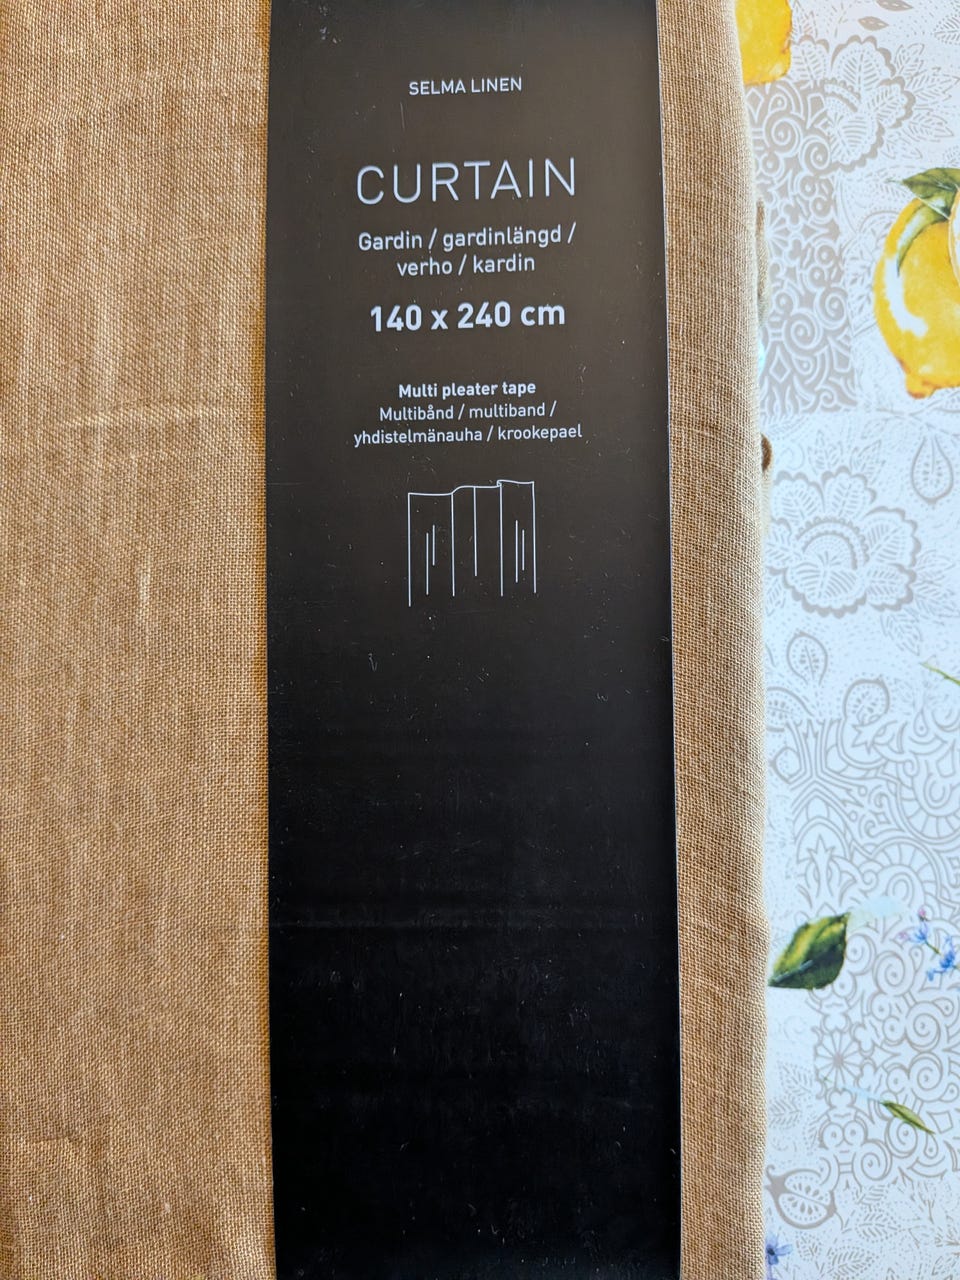 SELMA LINEN
CURTAIN
Gardin / gardinlängd /
verho / kardin
140 x 240 cm
Multi pleater tape
Multibånd / multiband /
yhdistelmänauha / krookepael